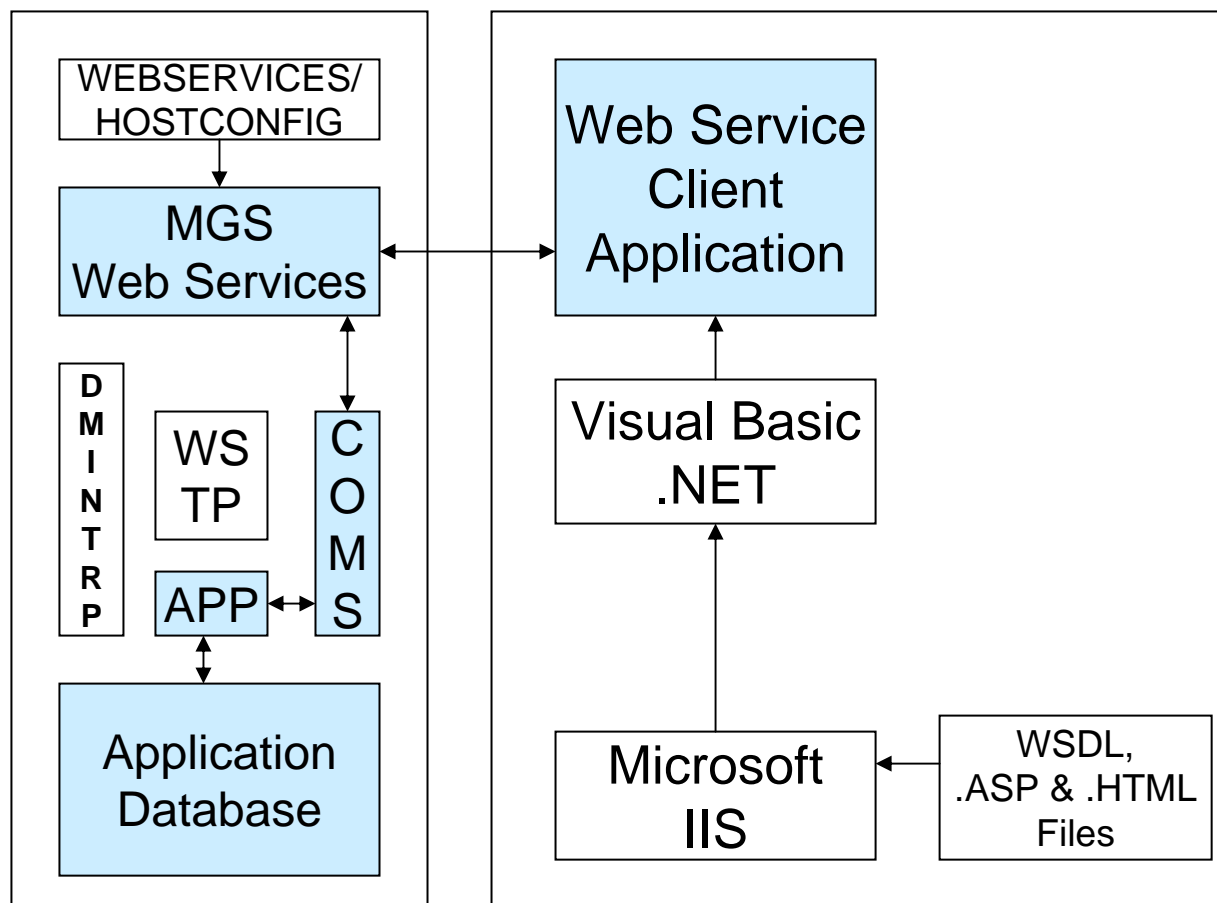 WEBSERVICES/
HOSTCONFIG
MGS
Web Services
D
M
I
N
T
R
P
WS
TP
C
O
M
S
APP
Application
Database
Web Service
Client
Application
Visual Basic
.NET
Microsoft
IIS
WSDL,
.ASP & .HTML
Files